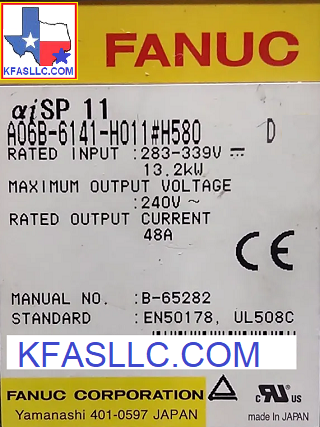 KFASLLC.COM
FANUC
αiSP 11
A06B-6141-H011#H580 D
RATED INPUT :283-339V ⎓
13.2kW
MAXIMUM OUTPUT VOLTAGE
:240V ~
RATED OUTPUT CURRENT
48A
CE
MANUAL NO. :B-65282
STANDARD :EN50178, UL508C
KFASLLC.COM
FANUC CORPORATION
Yamanashi 401-0597 JAPAN
c UR US
made in JAPAN